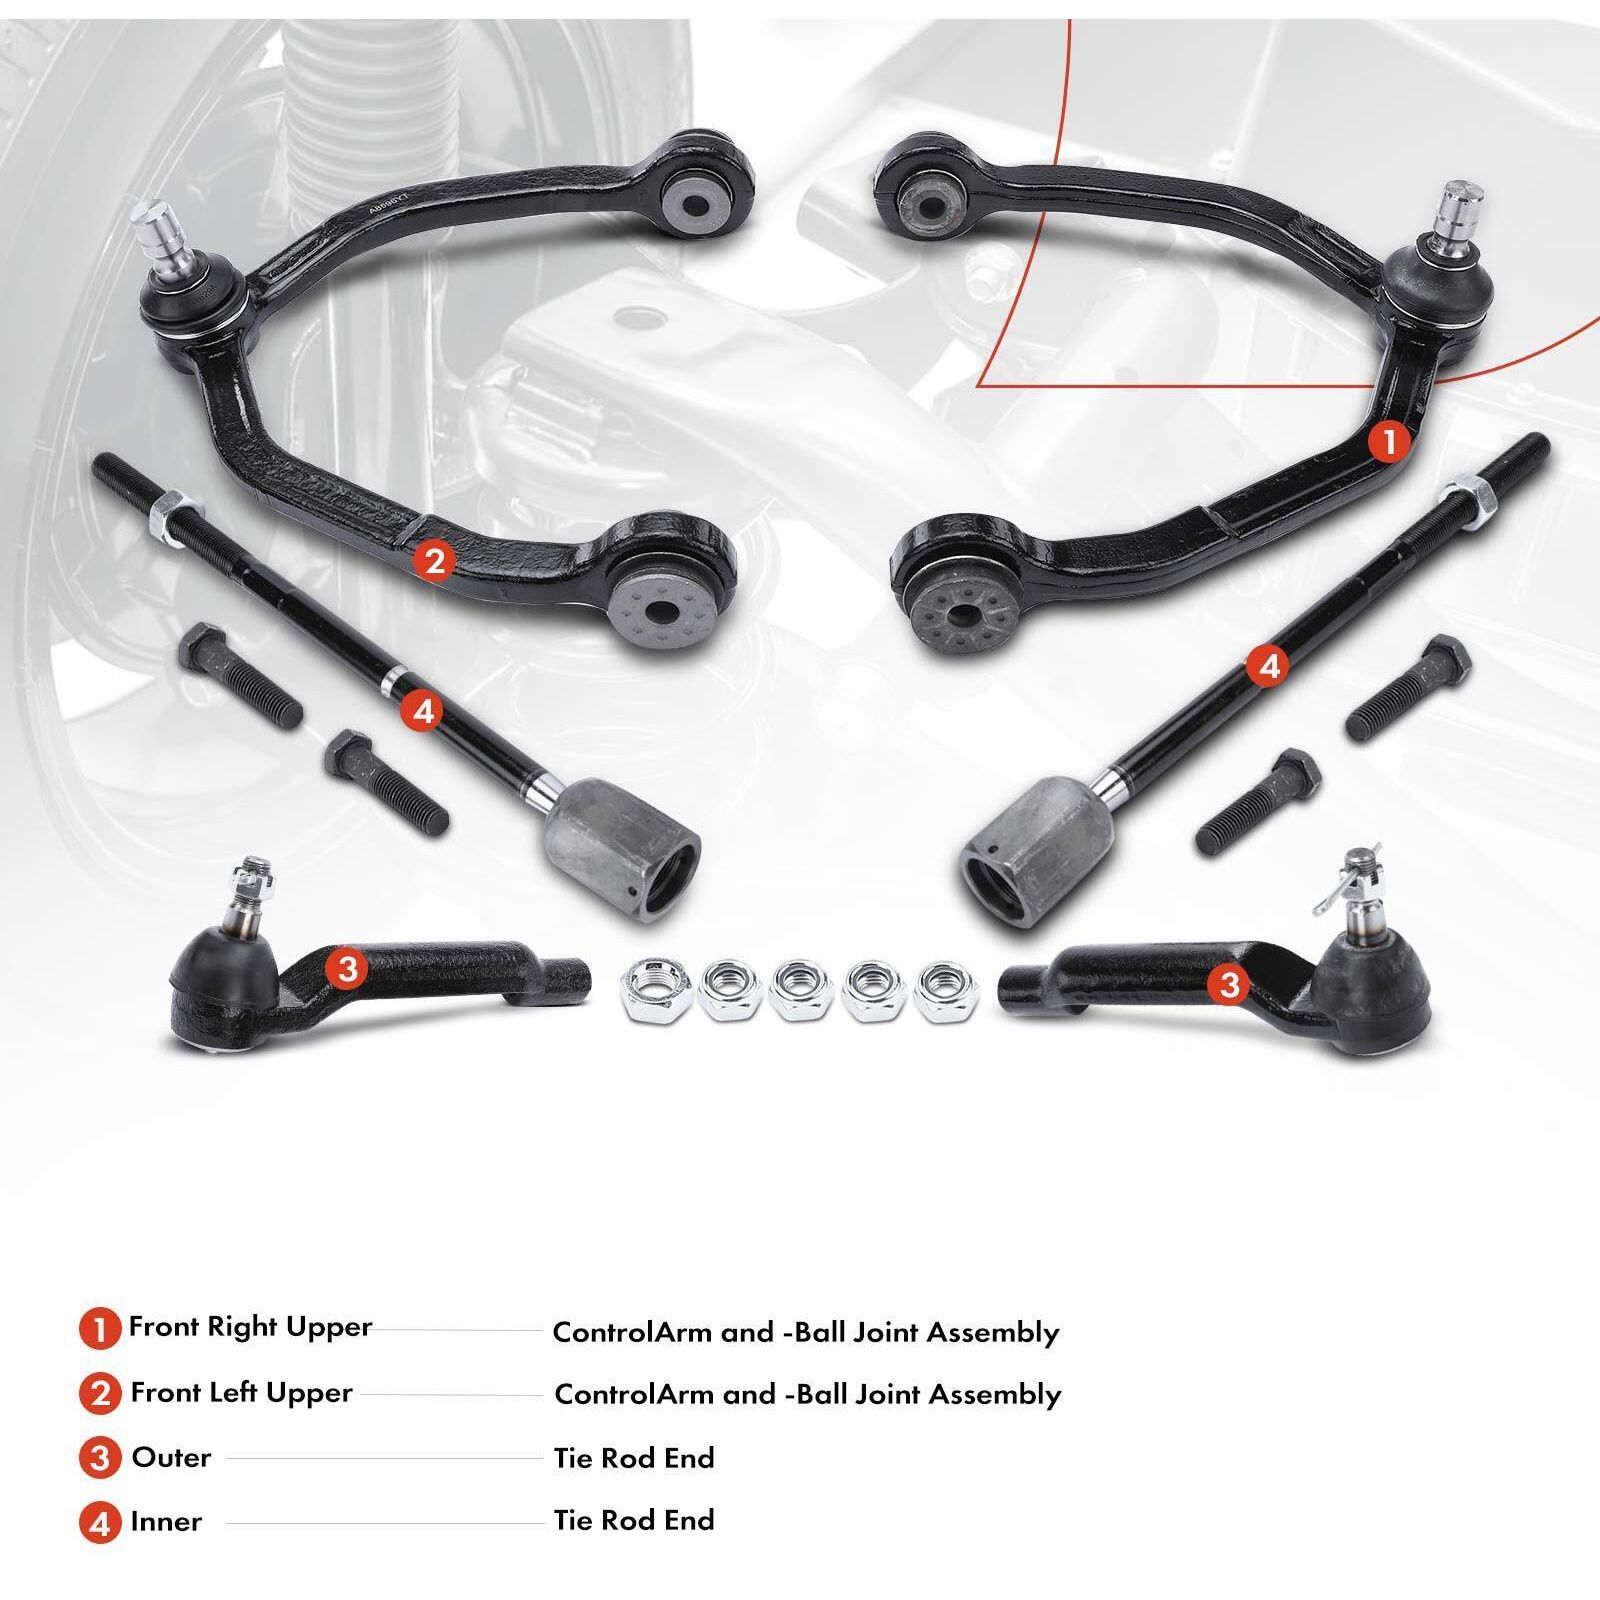 A8596YT
1
2
4
4
3
3
1 Front Right Upper ControlArm and -Ball Joint Assembly
2 Front Left Upper ControlArm and -Ball Joint Assembly
3 Outer Tie Rod End
4 Inner Tie Rod End